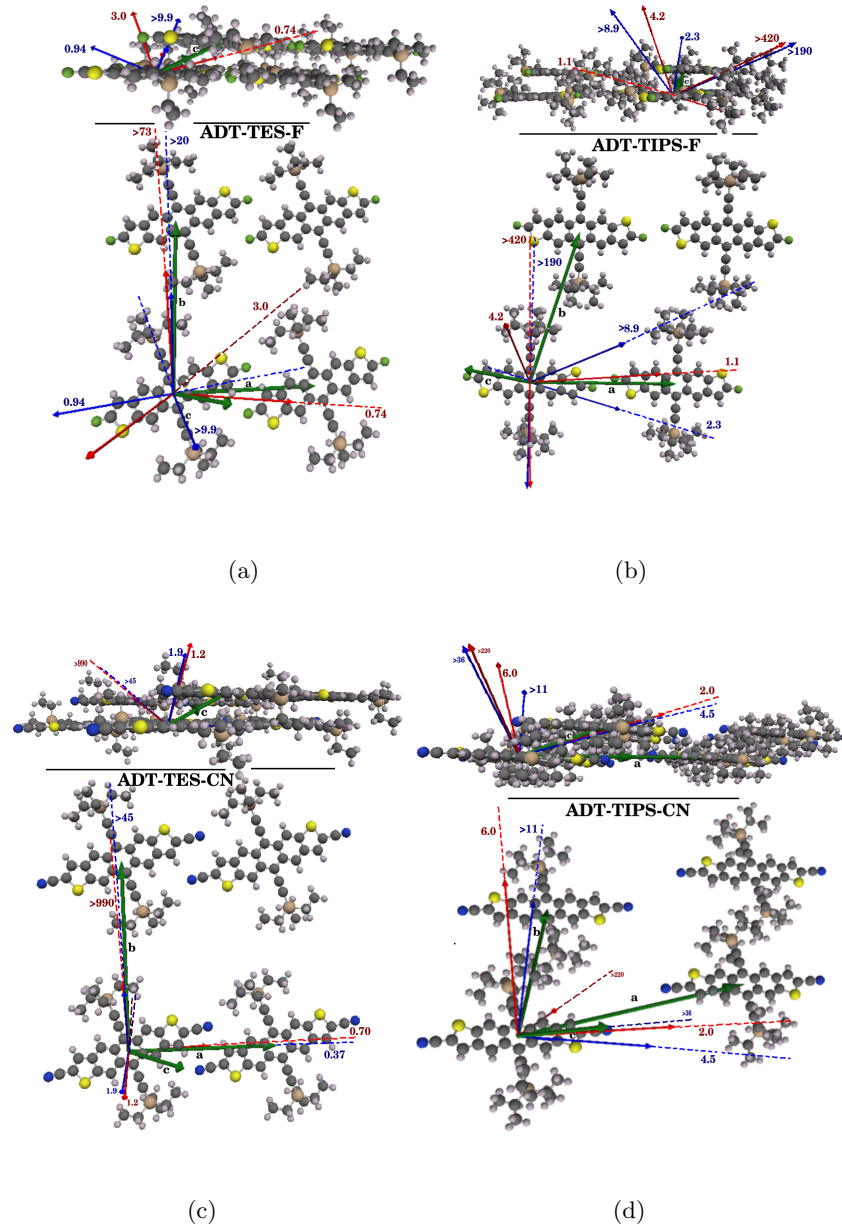 3.0
>9.9
0.94
0.74
c
ADT-TES-F
>73
>20
3.0
b
a
0.94
c
>9.9
0.74
(a)
4.2
>8.9
2.3
>420
>190
1.1
c
ADT-TIPS-F
>420
>190
4.2
b
>8.9
1.1
c
a
2.3
(b)
1.9
1.2
>990
>45
c
ADT-TES-CN
>45
>990
b
0.70
a
0.37
c
1.9
1.2
(c)
>220
>36
6.0
>11
2.0
4.5
c
a
ADT-TIPS-CN
6.0
>11
b
>220
a
>36
c
2.0
4.5
(d)